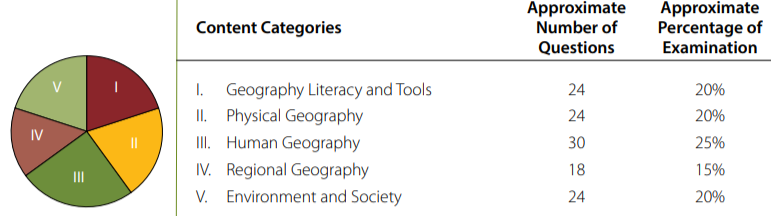 Content Categories Approximate Number of Questions Approximate Percentage of Examination
I. Geography Literacy and Tools 24 20%
II. Physical Geography 24 20%
III. Human Geography 30 25%
IV. Regional Geography 18 15%
V. Environment and Society 24 20%
I
II
III
IV
V